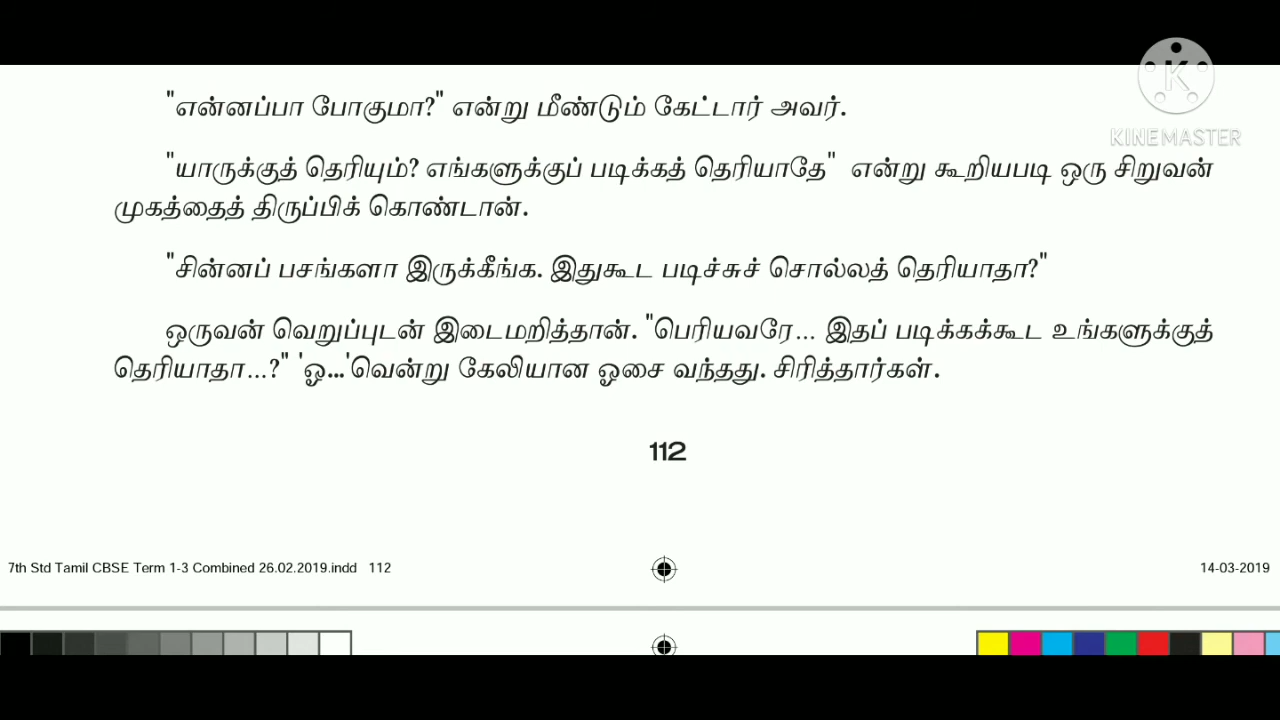 KINEMASTER
"என்னப்பா போகுமா?" என்று மீண்டும் கேட்டார் அவர்.
"யாருக்குத் தெரியும்? எங்களுக்குப் படிக்கத் தெரியாதே" என்று கூறியபடி ஒரு சிறுவன்
முகத்தைத் திருப்பிக் கொண்டான்.
"சின்னப் பசங்களா இருக்கீங்க. இதுகூட படிச்சுச் சொல்லத் தெரியாதா?"
ஒருவன் வெறுப்புடன் இடைமறித்தான். "பெரியவரே... இதப் படிக்கக்கூட உங்களுக்குத்
தெரியாதா...?" 'ஓ...'வென்று கேலியான ஓசை வந்தது. சிரித்தார்கள்.
112
7th Std Tamil CBSE Term 1-3 Combined 26.02.2019.indd 112
14-03-2019